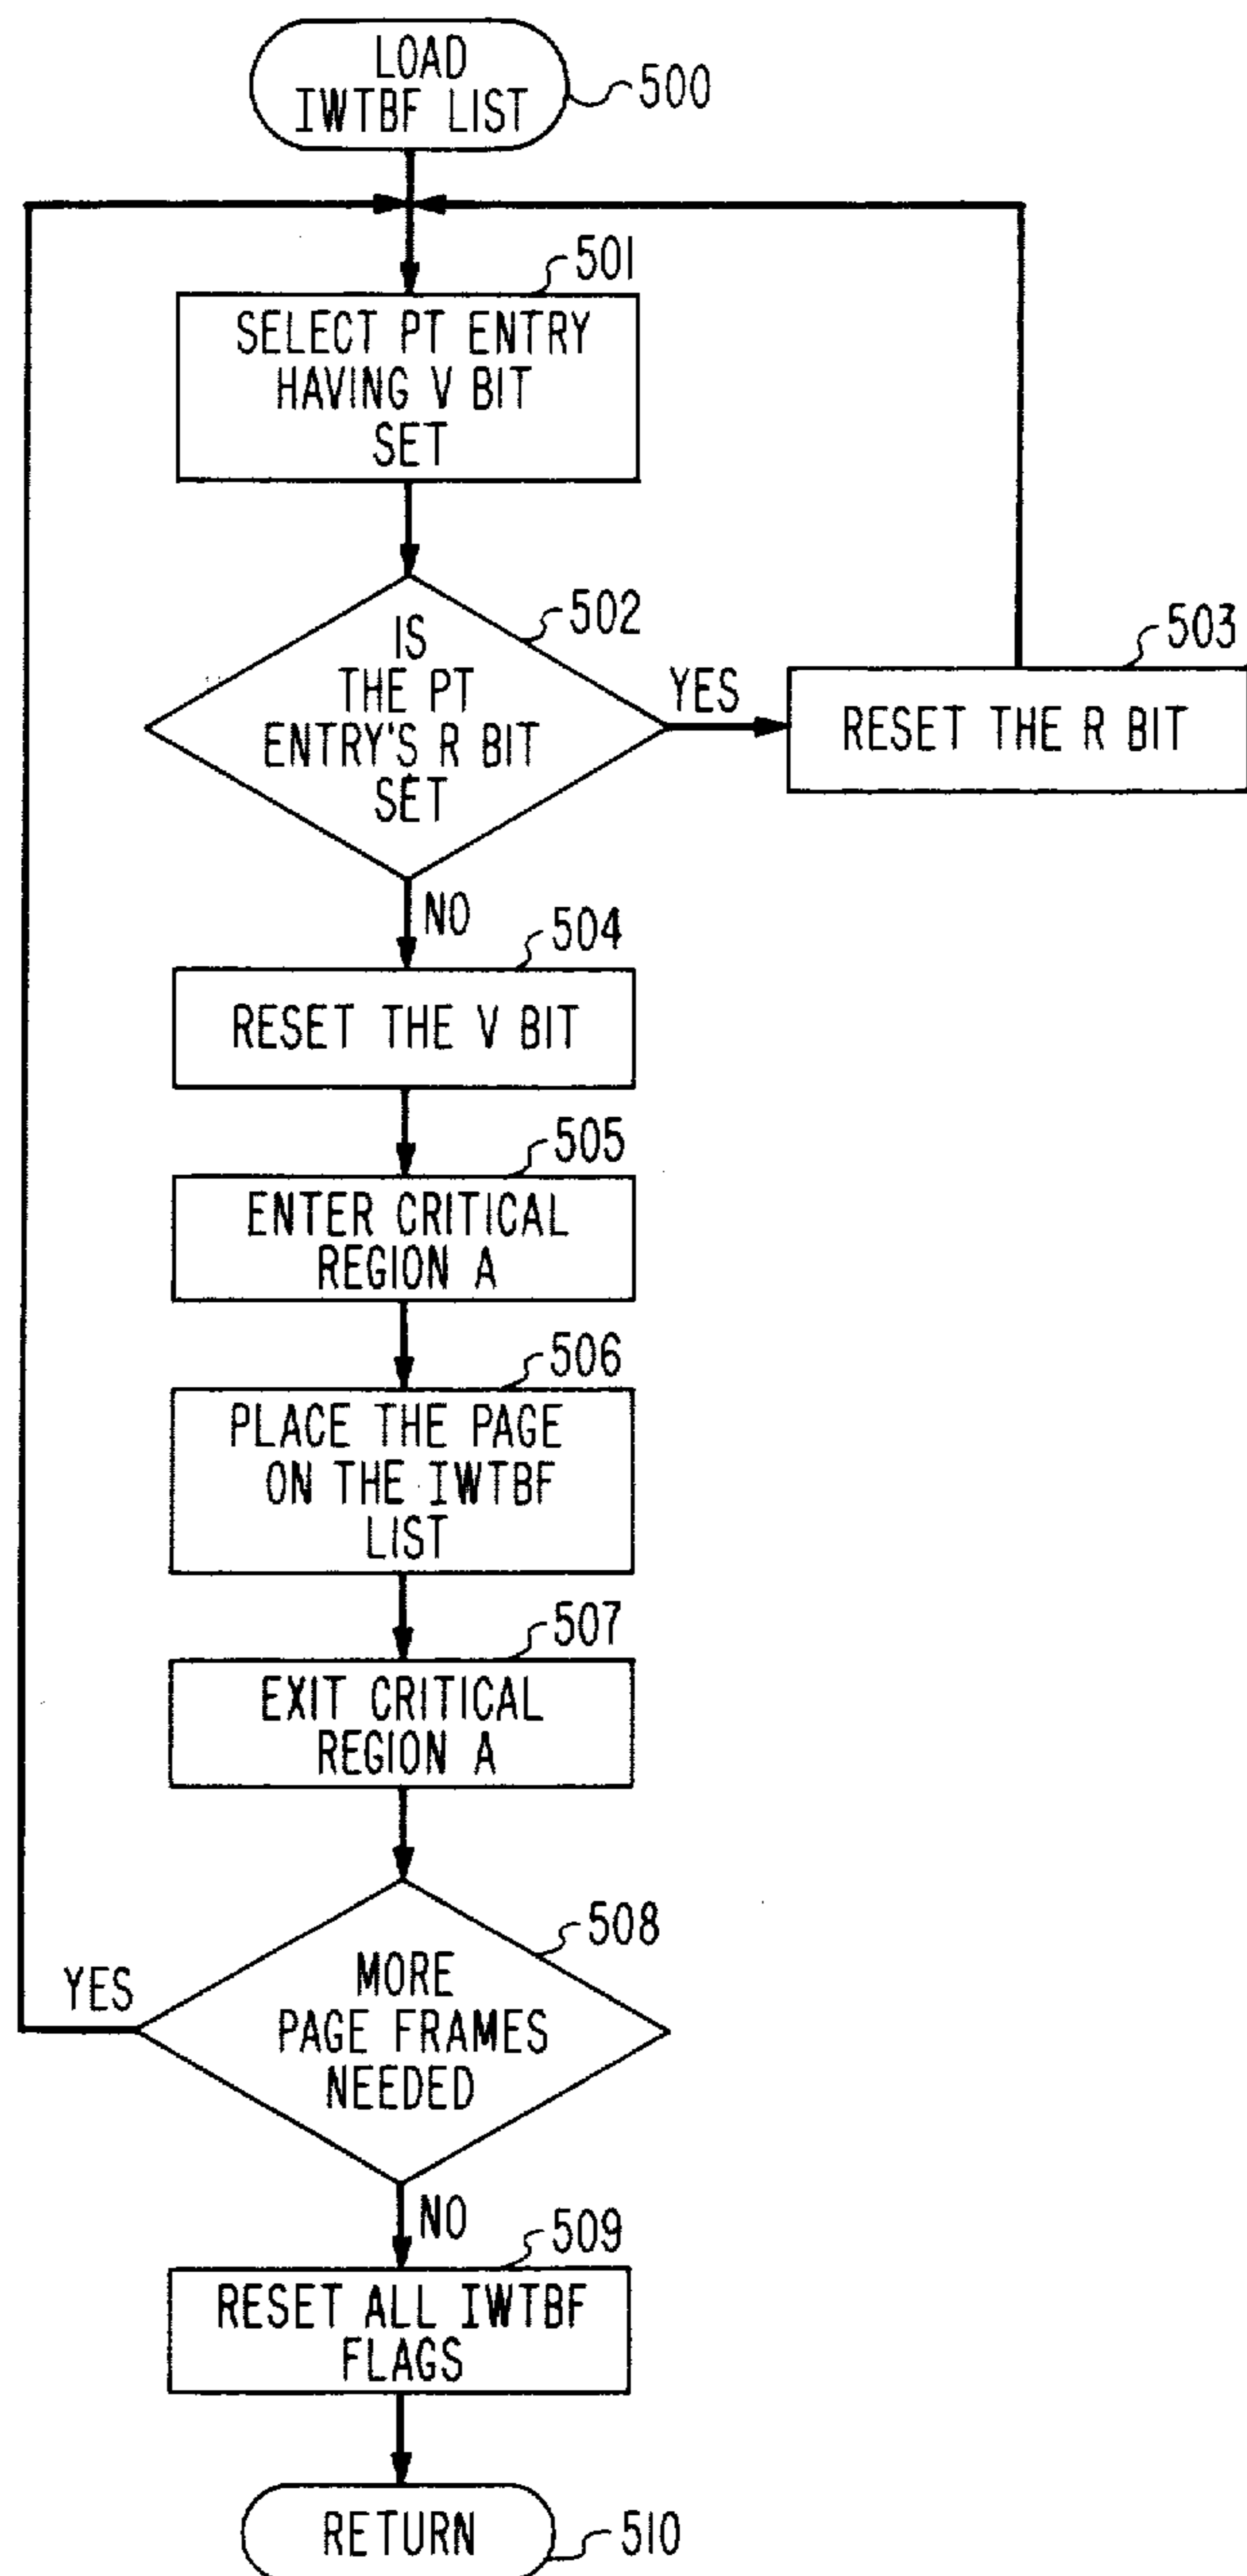 LOAD
IWTBF LIST
500
501
SELECT PT ENTRY
HAVING V BIT
SET
502
IS
THE PT
ENTRY'S R BIT
SET
YES
503
RESET THE R BIT
NO
504
RESET THE V BIT
505
ENTER CRITICAL
REGION A
506
PLACE THE PAGE
ON THE IWTBF
LIST
507
EXIT CRITICAL
REGION A
508
MORE
PAGE FRAMES
NEEDED
YES
NO
509
RESET ALL IWTBF
FLAGS
RETURN
510